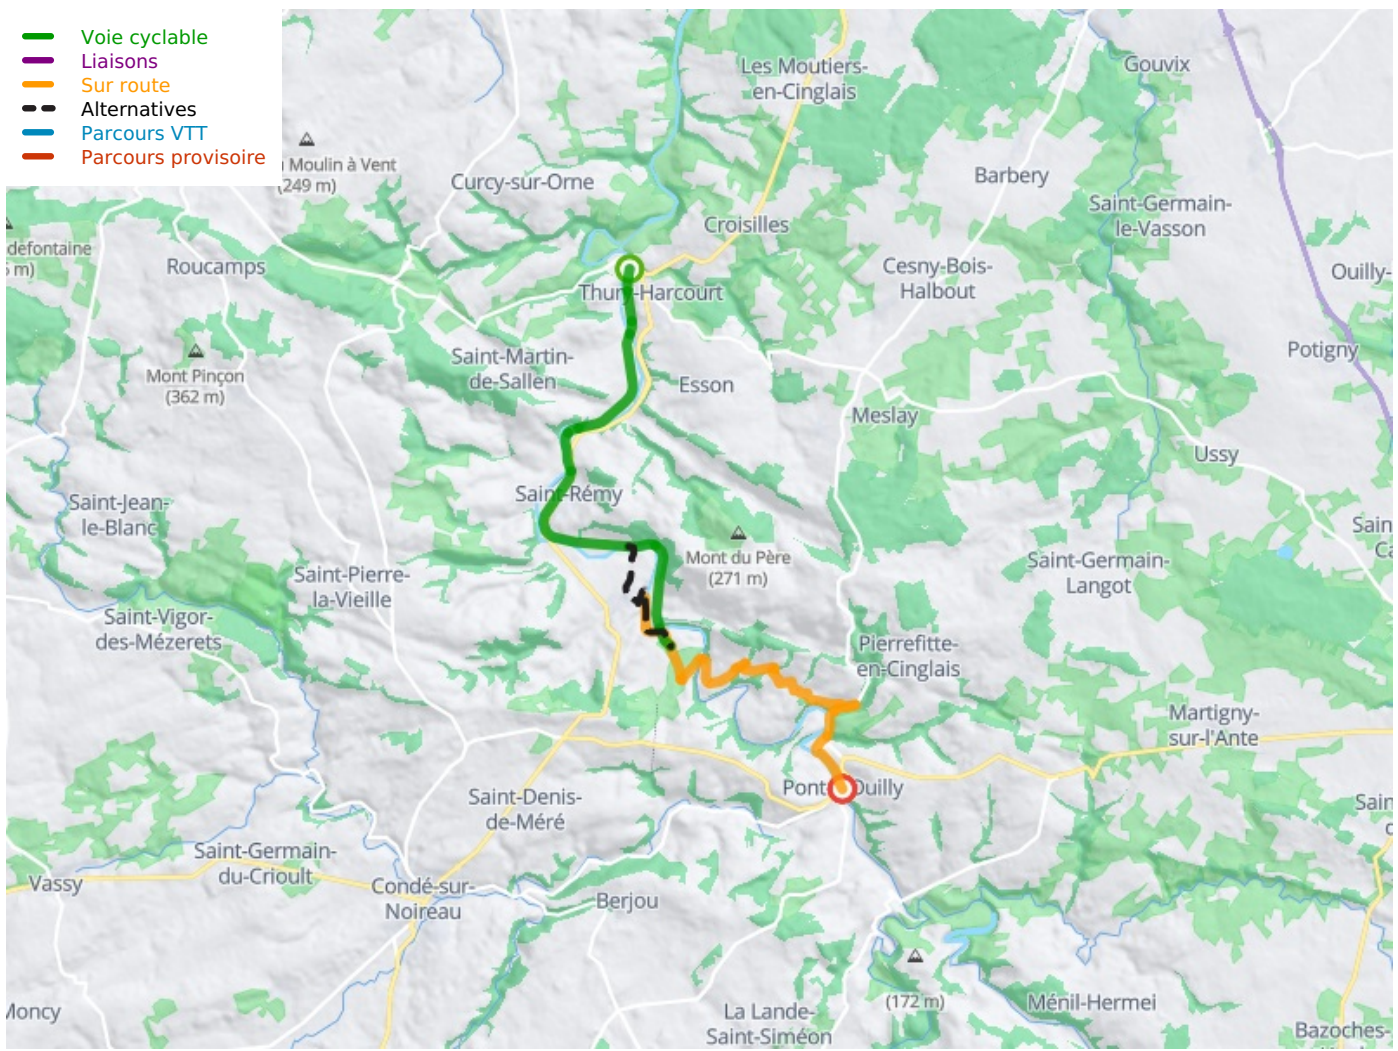 Voie cyclable
Liaisons
Sur route
Alternatives
Parcours VTT
Parcours provisoire
Gouvix
Les Moutiers-
en-Cinglais
Moulin à Vent
(249 m)
Curcy-sur-Orne
Barbery
Saint-Germain-
le-Vasson
Croisilles
defontaine
m)
Roucamps
Cesny-Bois-
Halbout
Ouilly-
Thury-Harcourt
Potigny
Saint-Martin-
de-Sallen
Mont Pinçon
(362 m)
Esson
Meslay
Ussy
Saint-Rémy
Saint-Jean-
le-Blanc
Sain
Ca
Mont du Père
(271 m)
Saint-Germain-
Langot
Saint-Pierre-
la-Vieille
Saint-Vigor-
des-Mézerets
Pierrefitte-
en-Cinglais
Martigny-
sur-l'Ante
Pont Ouilly
Saint-Denis-
de-Méré
Sain
Saint-Germain-
du-Crioult
Vassy
Condé-sur-
Noireau
Berjou
(172 m)
Ménil-Hermei
Moncy
La Lande-
Saint-Siméon
Bazoches-